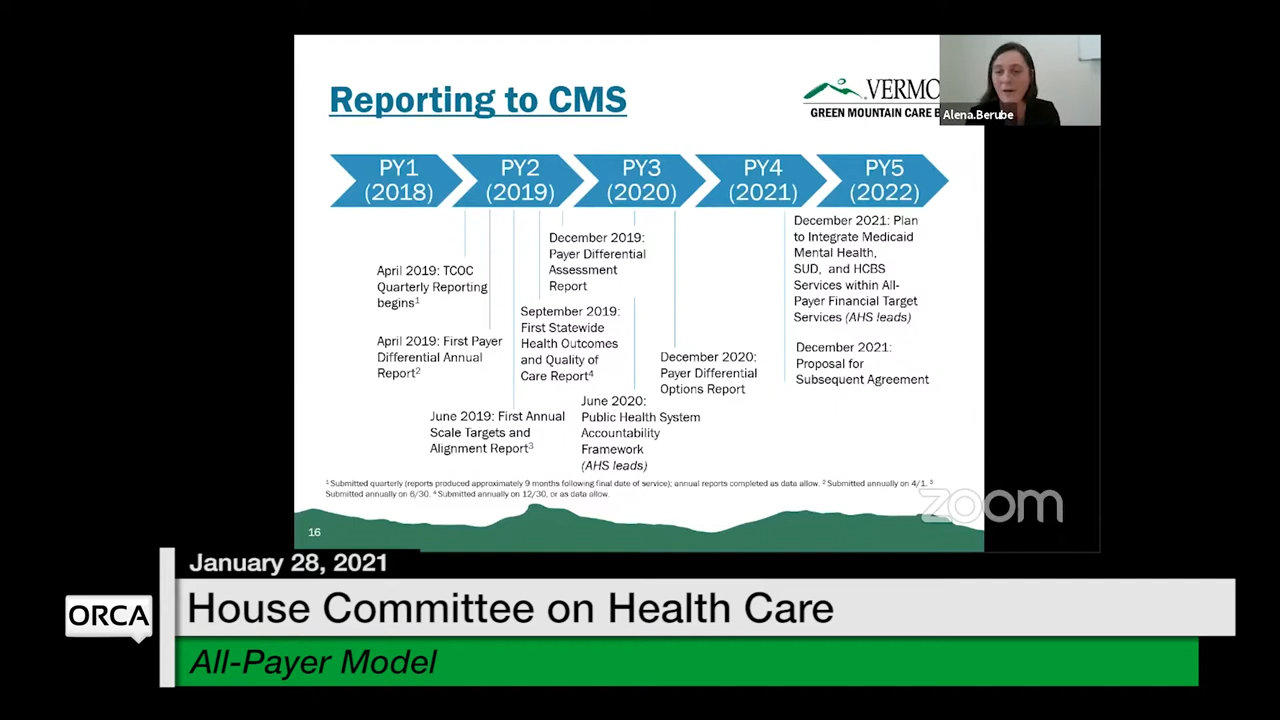 Reporting to CMS
VERMO
GREEN MOUNTAIN CARE B
Alena.Berube
PY1
(2018)
PY2
(2019)
PY3
(2020)
PY4
(2021)
PY5
(2022)
April 2019: TCOC
Quarterly Reporting
begins¹
April 2019: First Payer
Differential Annual
Report²
June 2019: First Annual
Scale Targets and
Alignment Report³
December 2019:
Payer Differential
Assessment
Report
September 2019:
First Statewide
Health Outcomes
and Quality of
Care Report⁴
June 2020:
Public Health System
Accountability
Framework
(AHS leads)
December 2020:
Payer Differential
Options Report
December 2021: Plan
to Integrate Medicaid
Mental Health,
SUD, and HCBS
Services within All-
Payer Financial Target
Services (AHS leads)
December 2021:
Proposal for
Subsequent Agreement
¹ Submitted quarterly (reports produced approximately 9 months following final date of service); annual reports completed as data allow. ² Submitted annually on 4/1. ³
Submitted annually on 6/30. ⁴ Submitted annually on 12/30, or as data allow.
16
zoom
January 28, 2021
ORCA
House Committee on Health Care
All-Payer Model